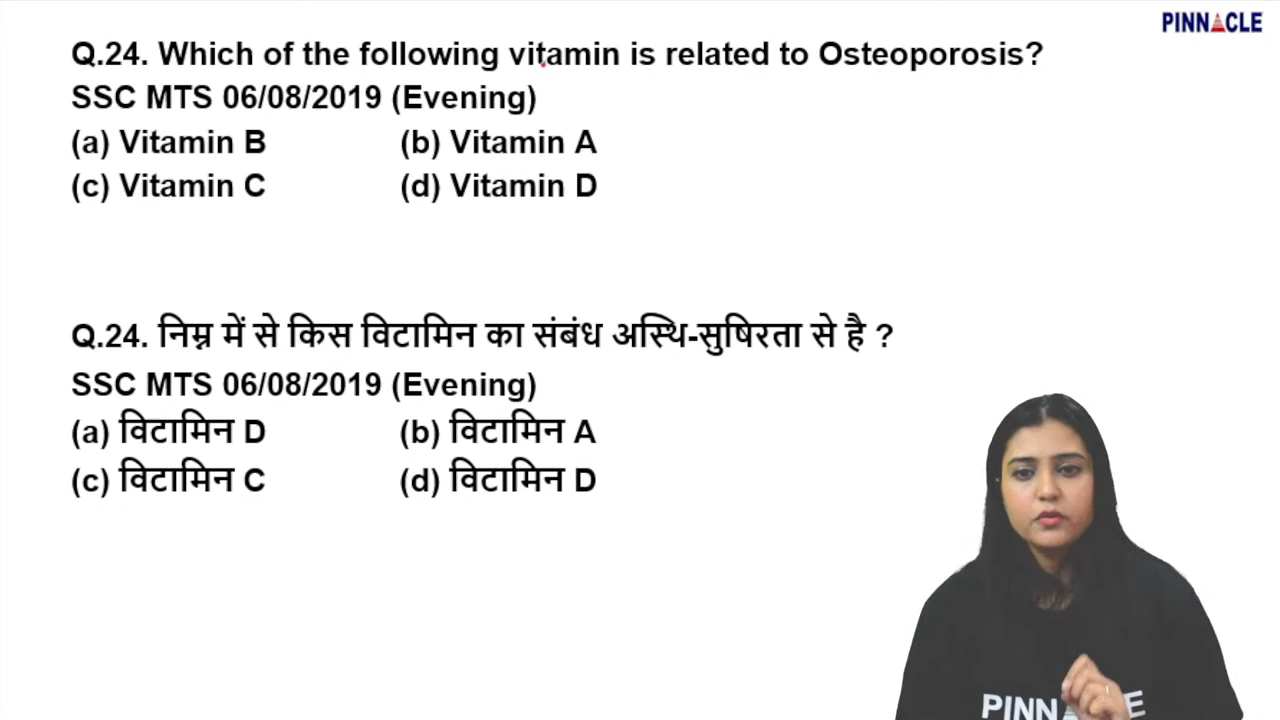 PINNACLE
Q.24. Which of the following vitamin is related to Osteoporosis?
SSC MTS 06/08/2019 (Evening)
(a) Vitamin B (b) Vitamin A
(c) Vitamin C (d) Vitamin D
Q.24. निम्न में से किस विटामिन का संबंध अस्थि-सुषिरता से है ?
SSC MTS 06/08/2019 (Evening)
(a) विटामिन D (b) विटामिन A
(c) विटामिन C (d) विटामिन D